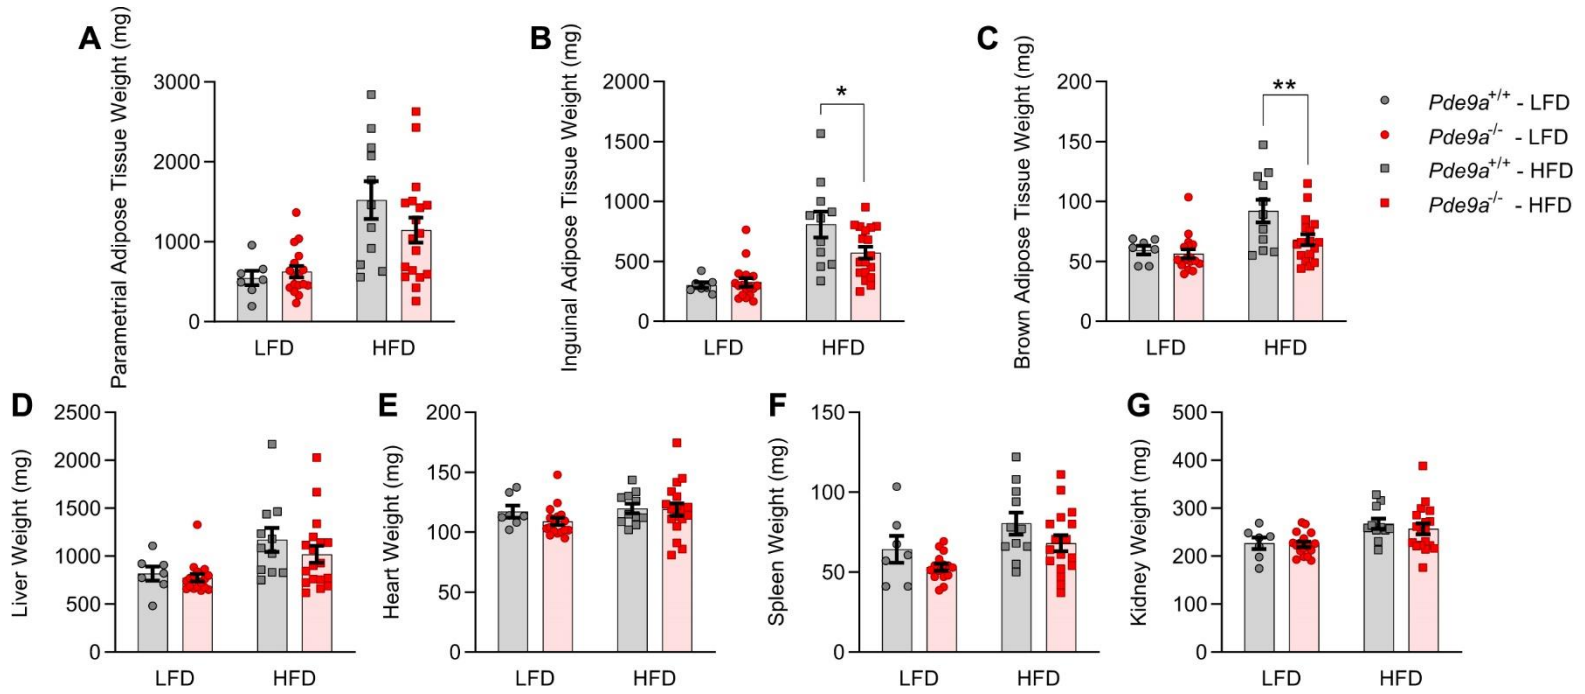 A
Parametrial Adipose Tissue Weight (mg)
3000
2000
1000
0
LFD
HFD
B
Inguinal Adipose Tissue Weight (mg)
2000
1500
1000
500
0
*
LFD
HFD
C
Brown Adipose Tissue Weight (mg)
200
150
100
50
0
**
LFD
HFD
Pde9a+/+ - LFD
Pde9a-/- - LFD
Pde9a+/+ - HFD
Pde9a-/- - HFD
D
Liver Weight (mg)
2500
2000
1500
1000
500
0
LFD
HFD
E
Heart Weight (mg)
200
150
100
50
0
LFD
HFD
F
Spleen Weight (mg)
150
100
50
0
LFD
HFD
G
Kidney Weight (mg)
500
400
300
200
100
0
LFD
HFD